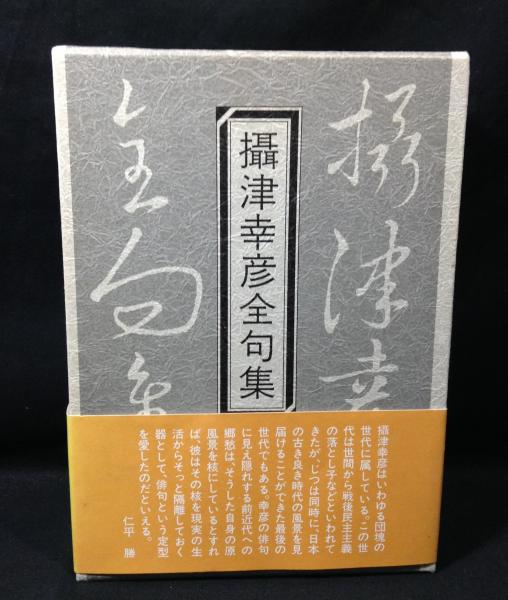 攝津幸彦全句集
攝津幸
全句集
攝津幸彦はいわゆる団塊の
世代に属している。この世
代は世間から戦後民主主義
の落とし子などといわれて
きたが、じつは同時に、日本
の古き良き時代の風景を見
届けることができた最後の
世代でもある。幸彦の俳句
に見え隠れする前近代への
郷愁は、そうした自身の原
風景を核にしているとすれ
ば、彼はその核を現実の生
活からそっと隔離しておく
器として、俳句という定型
を愛したのだといえる。
仁平 勝